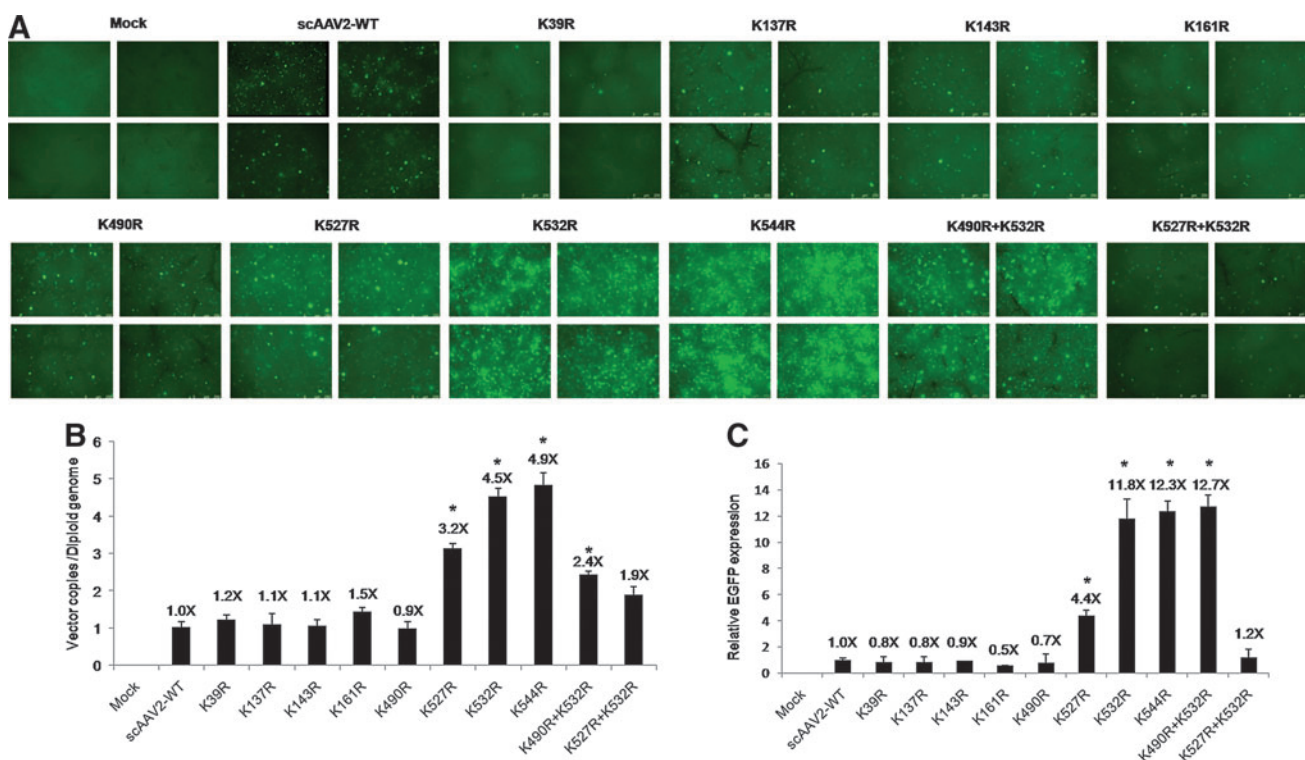 A
Mock scAAV2-WT K39R K137R K143R K161R
K490R K527R K532R K544R K490R+K532R K527R+K532R
B
Vector copies /Diploid genome
6
5
4
3
2
1
0
1.0X 1.2X 1.1X 1.1X 1.5X 0.9X 3.2X 4.5X 4.9X 2.4X 1.9X
* * * *
Mock scAAV2-WT K39R K137R K143R K161R K490R K527R K532R K544R K490R+K532R K527R+K532R
C
Relative EGFP expression
16
14
12
10
8
6
4
2
0
1.0X 0.8X 0.8X 0.9X 0.5X 0.7X 4.4X 11.8X 12.3X 12.7X 1.2X
* * * *
Mock scAAV2-WT K39R K137R K143R K161R K490R K527R K532R K544R K490R+K532R K527R+K532R